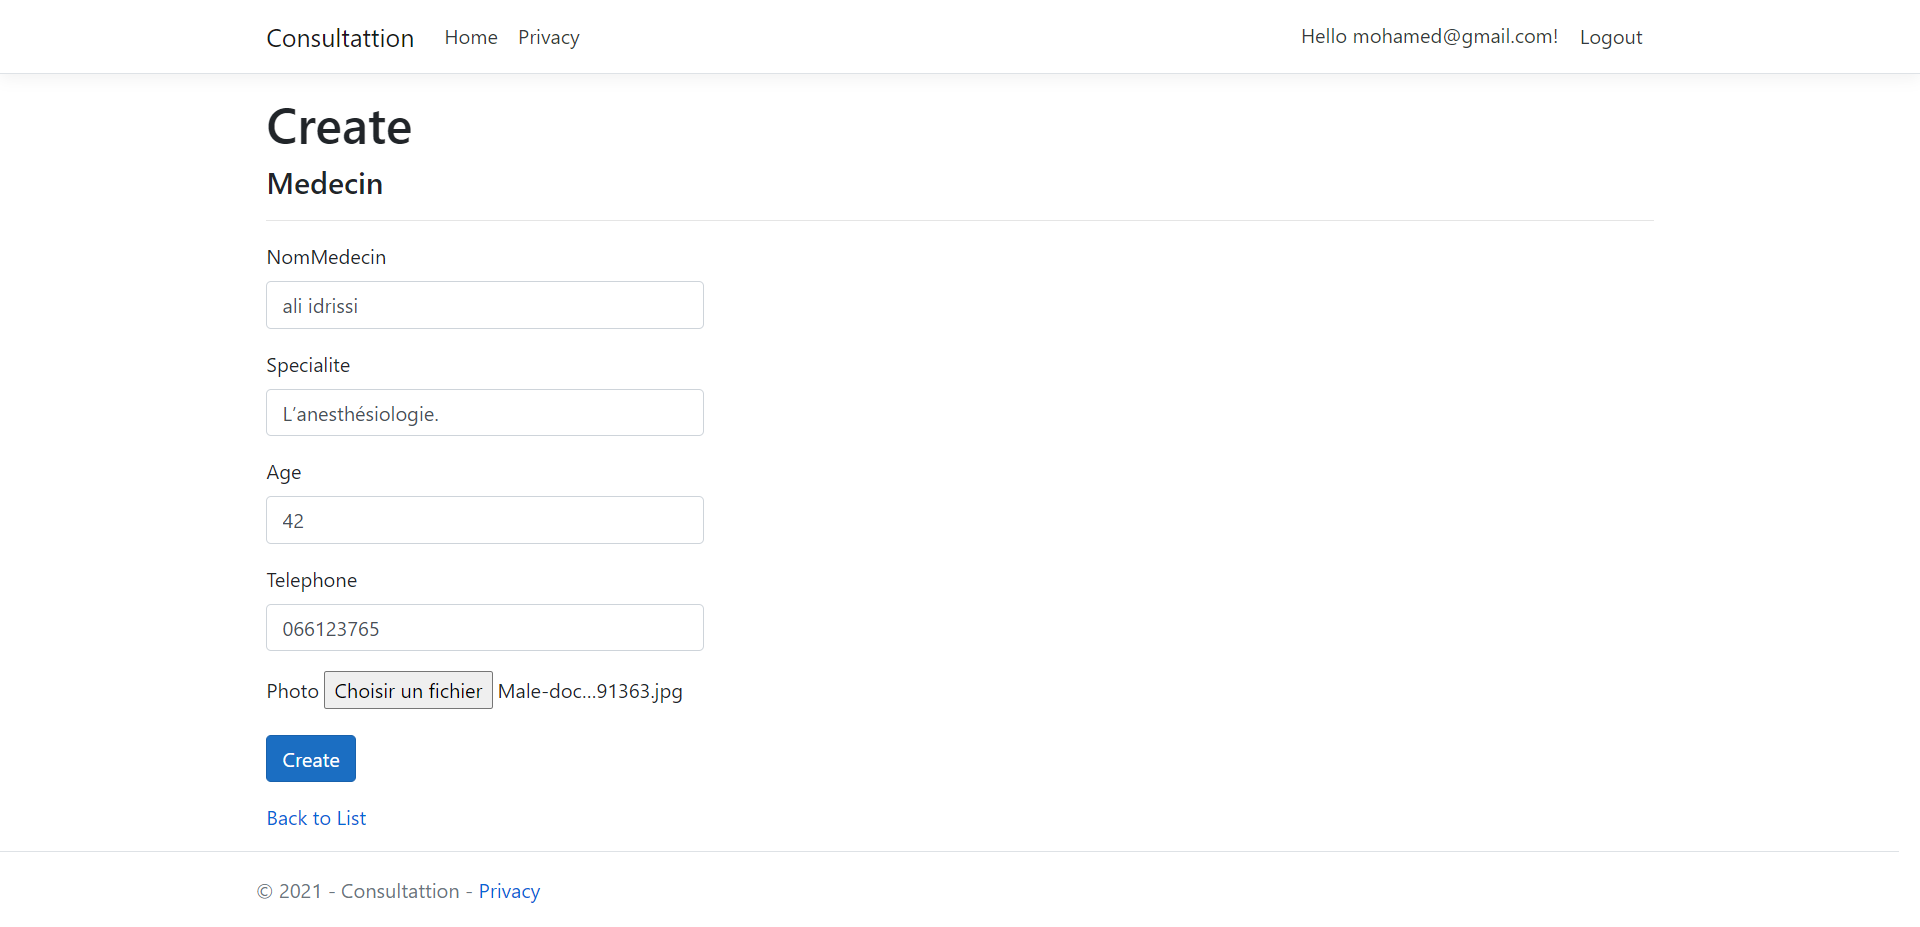 Consultattion Home Privacy Hello mohamed@gmail.com! Logout
Create
Medecin
NomMedecin
ali idrissi
Specialite
L’anesthésiologie.
Age
42
Telephone
066123765
Photo Choisir un fichier Male-doc...91363.jpg
Create
Back to List
© 2021 - Consultattion - Privacy